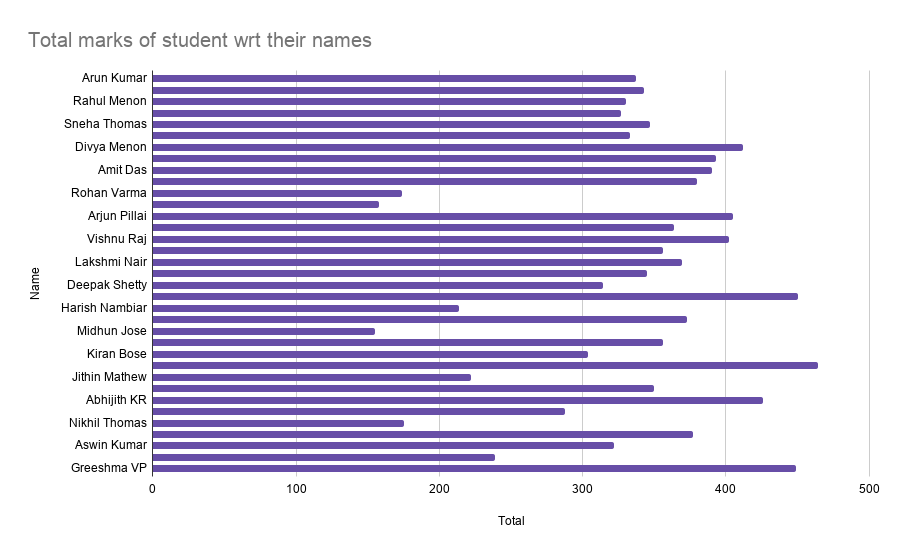 Total marks of student wrt their names
Name
Arun Kumar
Rahul Menon
Sneha Thomas
Divya Menon
Amit Das
Rohan Varma
Arjun Pillai
Vishnu Raj
Lakshmi Nair
Deepak Shetty
Harish Nambiar
Midhun Jose
Kiran Bose
Jithin Mathew
Abhijith KR
Nikhil Thomas
Aswin Kumar
Greeshma VP
0 100 200 300 400 500
Total